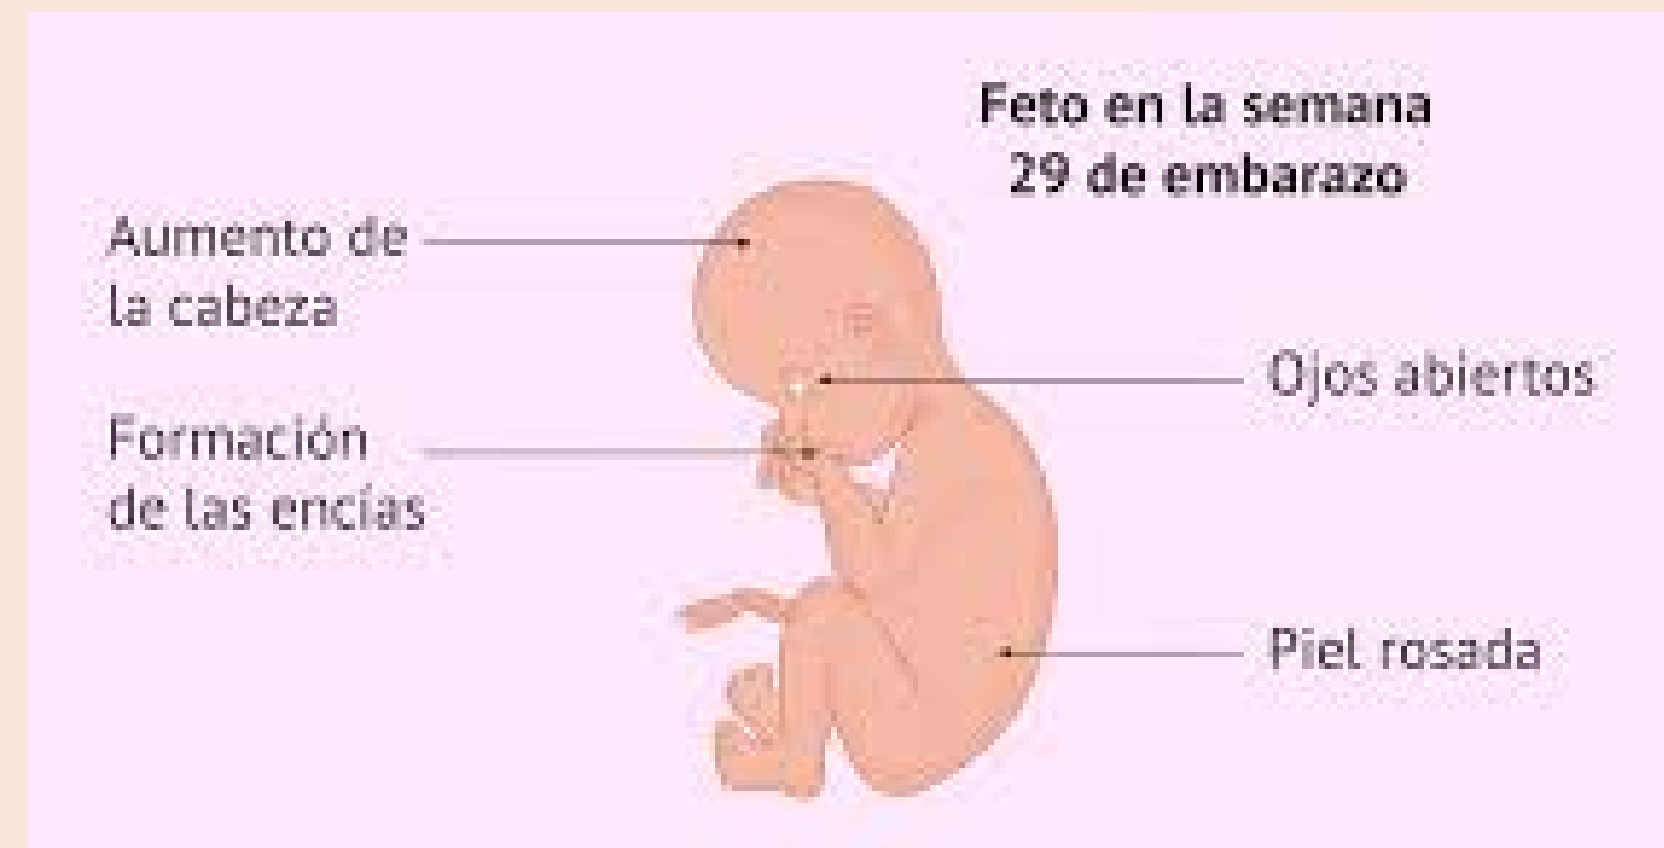 Feto en la semana
29 de embarazo
Aumento de
la cabeza
Ojos abiertos
Formación
de las encías
Piel rosada